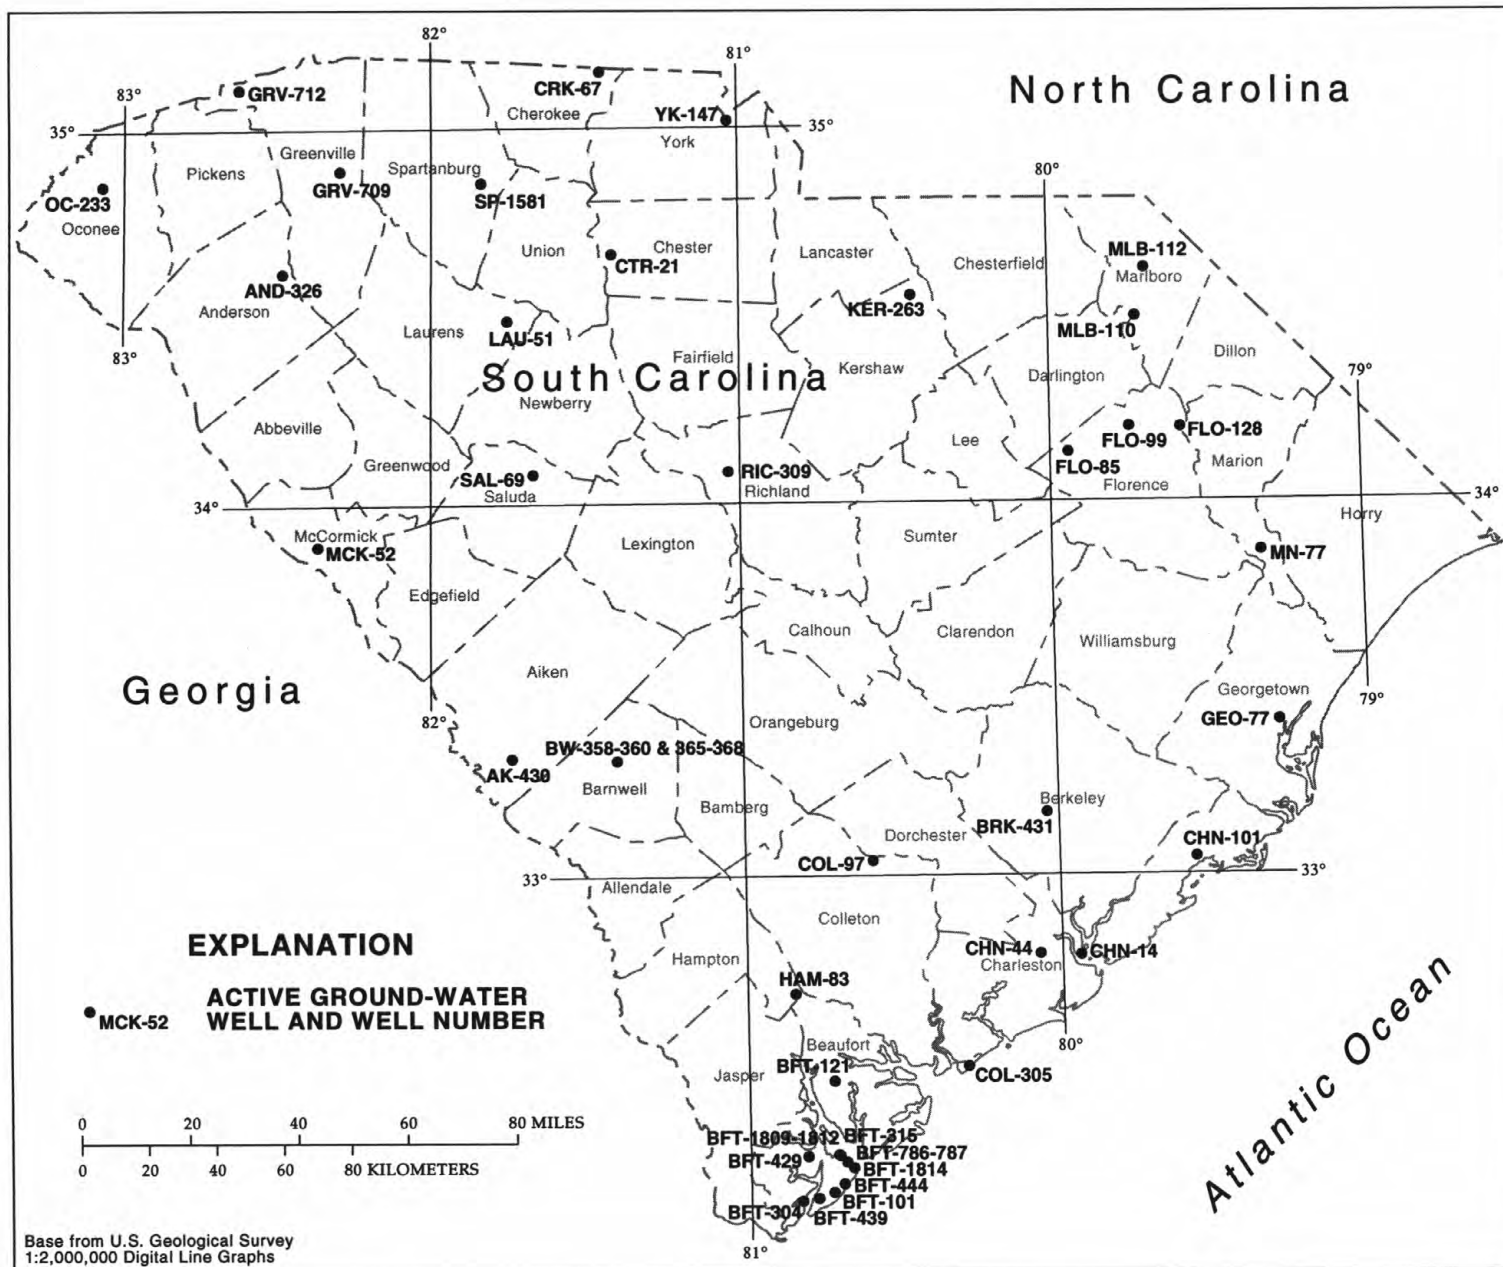 82°
81°
North Carolina
83°
GRV-712
CRK-67
Cherokee
YK-147
35°
35°
York
Greenville
Pickens
Spartanburg
80°
GRV-709
SP-1581
OC-233
Oconee
Union
Chester
Lancaster
Chesterfield
MLB-112
Marlboro
CTR-21
AND-326
Anderson
KER-263
MLB-110
Laurens
LAU-51
83°
Fairfield
Kershaw
Dillon
79°
South Carolina
Darlington
Newberry
Abbeville
Lee
FLO-99
FLO-128
Greenwood
SAL-69
Saluda
RIC-309
Richland
FLO-85
Marion
Florence
34°
34°
Horry
McCormick
MCK-52
Lexington
Sumter
MN-77
Edgefield
Calhoun
Clarendon
Williamsburg
Aiken
Georgia
Georgetown
79°
82°
Orangeburg
GEO-77
BW-358-360 & 365-368
AK-430
Barnwell
Bamberg
Berkeley
BRK-431
Dorchester
CHN-101
COL-97
33°
33°
Allendale
Colleton
EXPLANATION
Hampton
CHN-44
CHN-14
Charleston
HAM-83
ACTIVE GROUND-WATER
MCK-52
WELL AND WELL NUMBER
Beaufort
80°
BFT-121
COL-305
Jasper
Atlantic Ocean
0 20 40 60 80 MILES
0 20 40 60 80 KILOMETERS
BFT-1809-1812
BFT-315
BFT-786-787
BFT-429
BFT-1814
BFT-444
BFT-101
BFT-304
BFT-439
81°
Base from U.S. Geological Survey
1:2,000,000 Digital Line Graphs